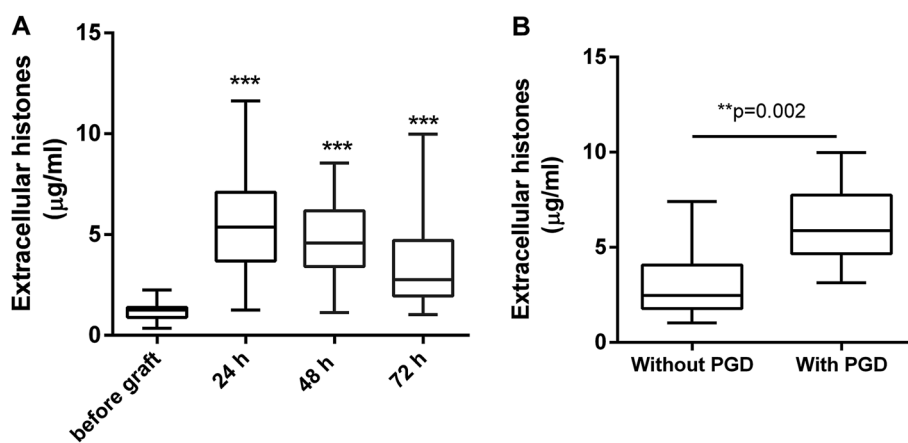 A
Extracellular histones
(μg/ml)
15
10
5
0
***
***
***
before graft
24 h
48 h
72 h
B
Extracellular histones
(μg/ml)
15
10
5
0
**p=0.002
Without PGD
With PGD